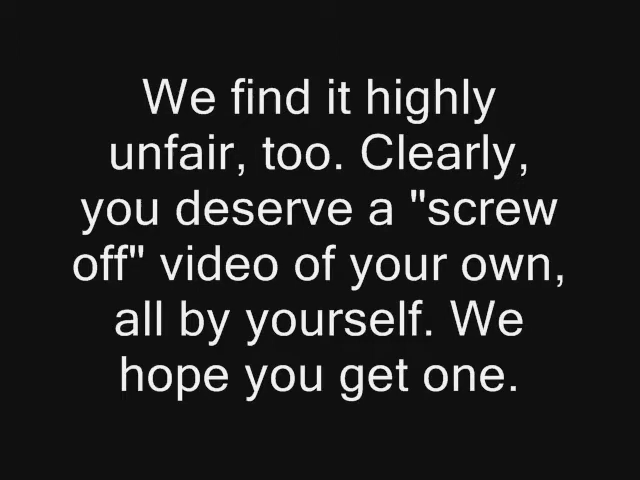 We find it highly
unfair, too. Clearly,
you deserve a "screw
off" video of your own,
all by yourself. We
hope you get one.